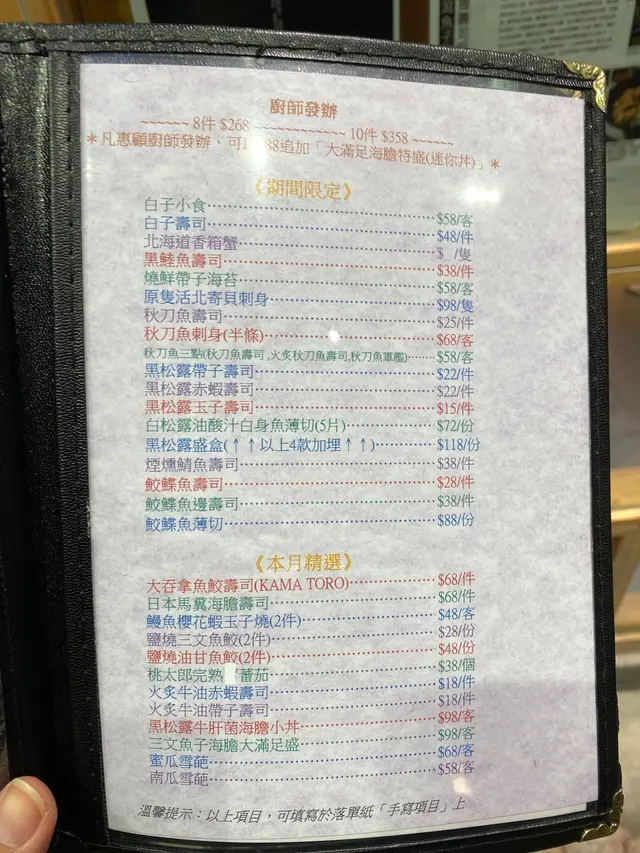 廚師發辦
~~~~~~ 8件 $268 ~~~~~~~~~~~~~ 10件 $358 ~~~~~~
*凡惠顧廚師發辦，可 88追加「大滿足海膽特盛(迷你丼)」*
《期間限定》
白子小食 $58/客
白子壽司 $48/件
北海道香箱蟹 $ /隻
黑鮭魚壽司 $38/件
燒鮮帶子海苔 $58/客
原隻活北寄貝刺身 $98/隻
秋刀魚壽司 $25/件
秋刀魚刺身(半條) $68/客
秋刀魚三點(秋刀魚壽司,火炙秋刀魚壽司,秋刀魚軍艦) $58/客
黑松露帶子壽司 $22/件
黑松露赤蝦壽司 $22/件
黑松露玉子壽司 $15/件
白松露油酸汁白身魚薄切(5片) $72/份
黑松露盛盒(↑↑以上4款加埋↑↑) $118/份
煙燻鯖魚壽司 $38/件
鮫鰈魚壽司 $28/件
鮫鰈魚邊壽司 $38/件
鮫鰈魚薄切 $88/份
《本月精選》
大吞拿魚鮫壽司(KAMA TORO) $68/件
日本馬糞海膽壽司 $68/件
鰻魚櫻花蝦玉子燒(2件) $48/客
鹽燒三文魚鮫(2件) $28/份
鹽燒油甘魚鮫(2件) $48/份
桃太郎完熟 蕃茄 $38/個
火炙牛油赤蝦壽司 $18/件
火炙牛油帶子壽司 $18/件
黑松露牛肝菌海膽小丼 $98/客
三文魚子海膽大滿足盛 $98/客
蜜瓜雪葩 $68/客
南瓜雪葩 $58/客
溫馨提示：以上項目，可填寫於落單紙「手寫項目」上